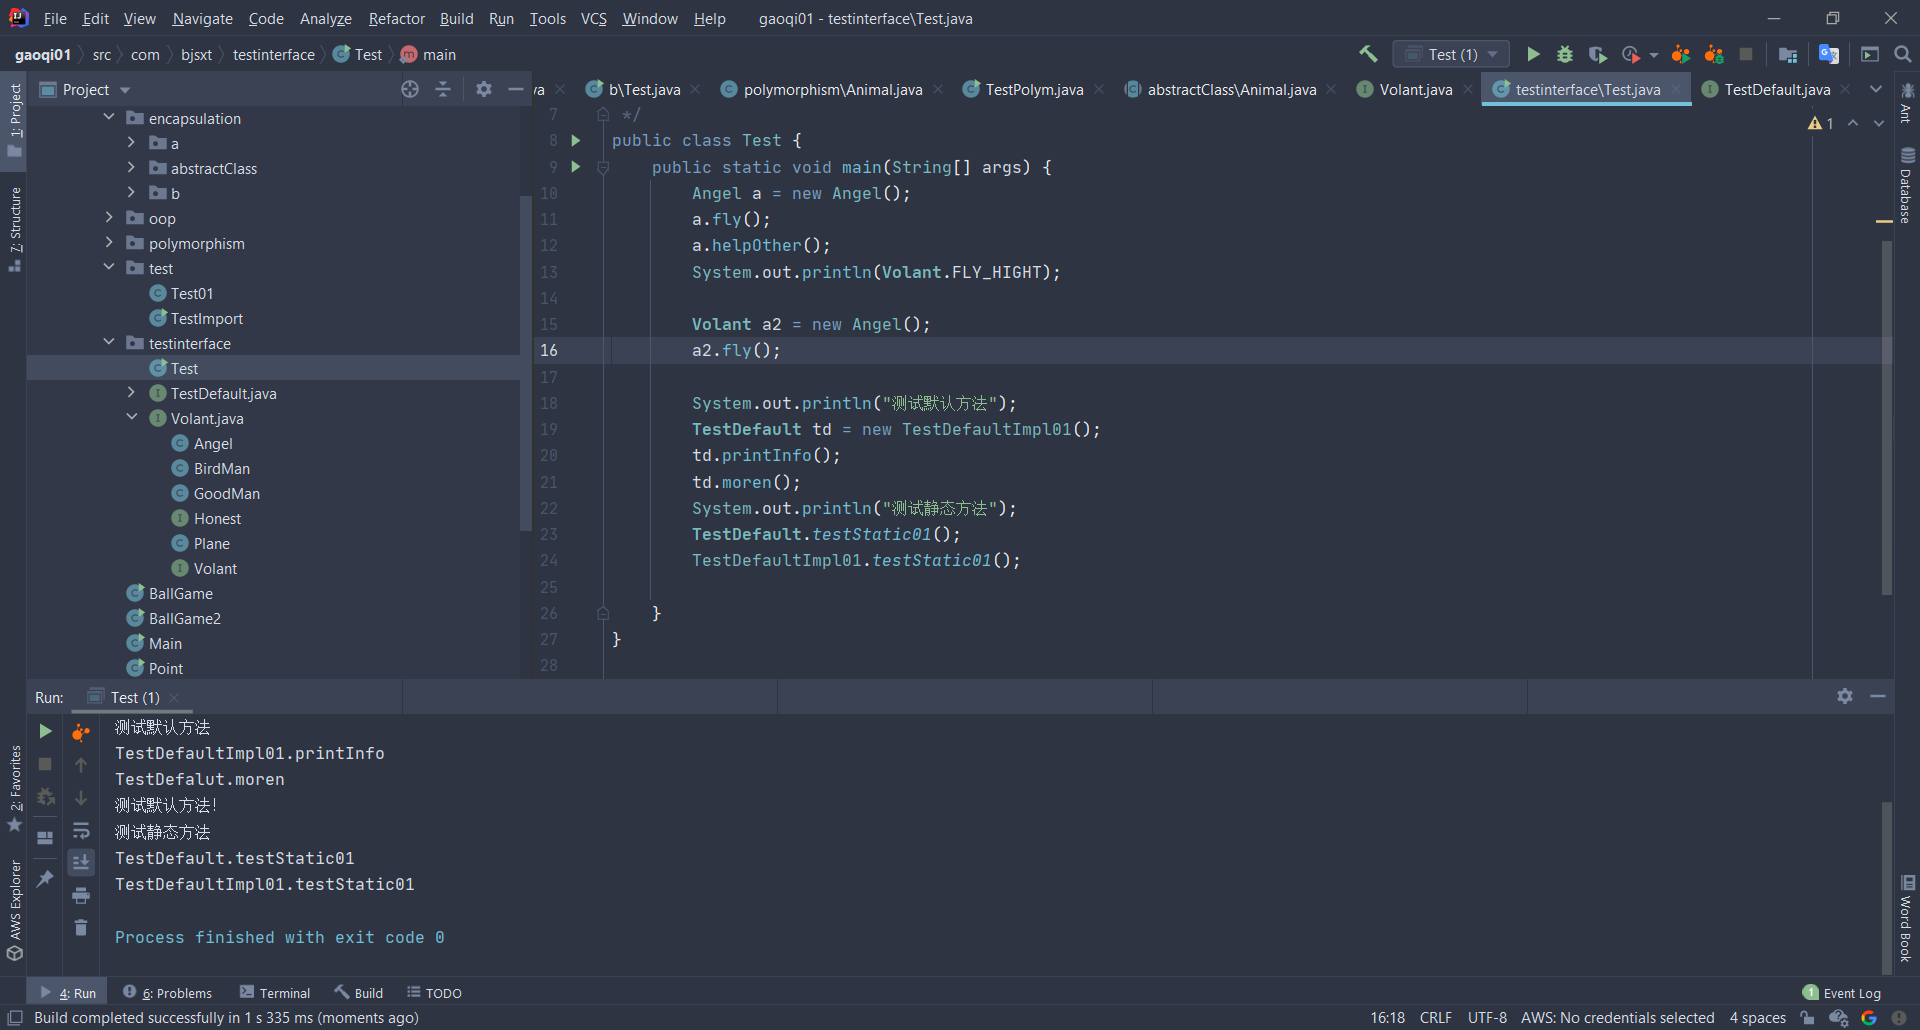 File Edit View Navigate Code Analyze Refactor Build Run Tools VCS Window Help gaoqi01 - testinterface\Test.java
gaoqi01 src com bjsxt testinterface Test main
Test (1)
1: Project
7: Structure
2: Favorites
AWS Explorer
Project
encapsulation
a
abstractClass
b
oop
polymorphism
test
Test01
TestImport
testinterface
Test
TestDefault.java
Volant.java
Angel
BirdMan
GoodMan
Honest
Plane
Volant
BallGame
BallGame2
Main
Point
va b\Test.java polymorphism\Animal.java TestPolym.java abstractClass\Animal.java Volant.java testinterface\Test.java TestDefault.java
1
7 */
8 public class Test {
9 public static void main(String[] args) {
10 Angel a = new Angel();
11 a.fly();
12 a.helpOther();
13 System.out.println(Volant.FLY_HIGHT);
14
15 Volant a2 = new Angel();
16 a2.fly();
17
18 System.out.println("测试默认方法");
19 TestDefault td = new TestDefaultImpl01();
20 td.printInfo();
21 td.moren();
22 System.out.println("测试静态方法");
23 TestDefault.testStatic01();
24 TestDefaultImpl01.testStatic01();
25
26 }
27 }
28
Ant
Database
Word Book
Run: Test (1)
测试默认方法
TestDefaultImpl01.printInfo
TestDefalut.moren
测试默认方法!
测试静态方法
TestDefault.testStatic01
TestDefaultImpl01.testStatic01
Process finished with exit code 0
4: Run 6: Problems Terminal Build TODO 1 Event Log
Build completed successfully in 1 s 335 ms (moments ago) 16:18 CRLF UTF-8 AWS: No credentials selected 4 spaces